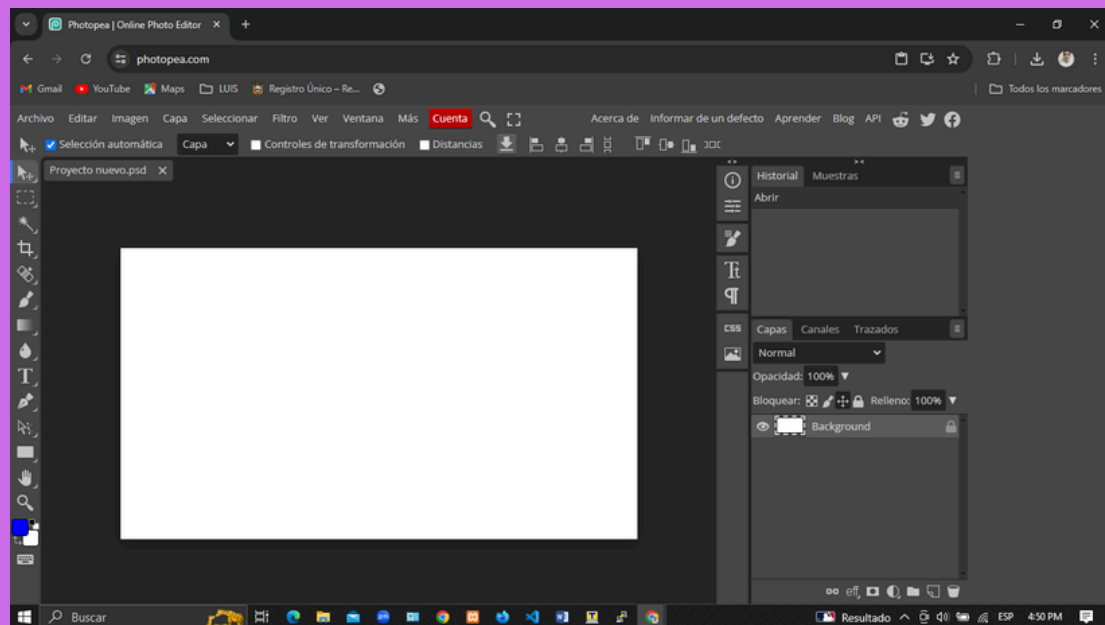 Photopea | Online Photo Editor
photopea.com
Gmail YouTube Maps LUIS Registro Único – Re... Todos los marcadores
Archivo Editar Imagen Capa Seleccionar Filtro Ver Ventana Más Cuenta Acerca de Informar de un defecto Aprender Blog API
Selección automática Capa Controles de transformación Distancias
Proyecto nuevo.psd
Historial Muestras
Abrir
CSS
Capas Canales Trazados
Normal
Opacidad: 100%
Bloquear: Relleno: 100%
Background
eff
Buscar Resultado ESP 4:50 PM